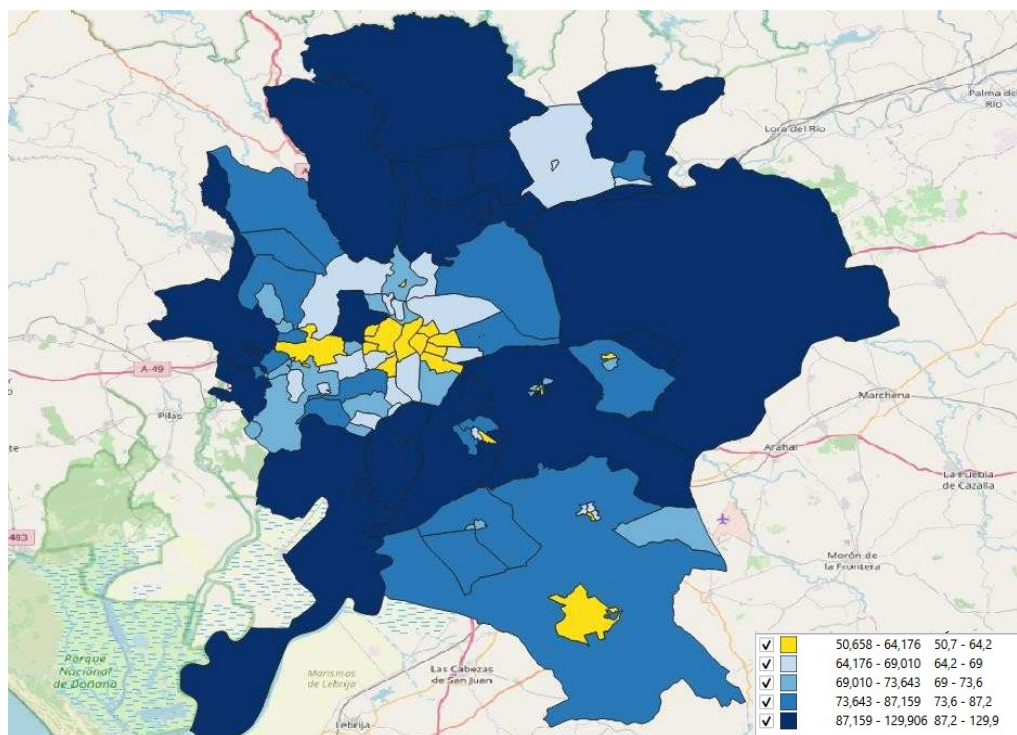 Palma del
Río
Lora del Río
A-49
Pilas
Marchena
Arahal
La Puebla
de Cazalla
483
Morón de
la Frontera
Parque
Nacional
de Doñana
Marismas
de Lebrija
Las Cabezas
de San Juan
Lebrija
50,658 - 64,176 50,7 - 64,2
64,176 - 69,010 64,2 - 69
69,010 - 73,643 69 - 73,6
73,643 - 87,159 73,6 - 87,2
87,159 - 129,906 87,2 - 129,9